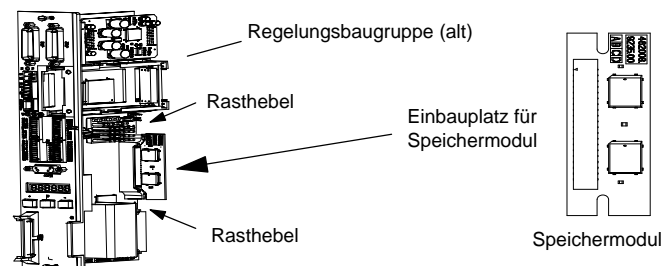 Regelungsbaugruppe (alt)
Rasthebel
Einbauplatz für
Speichermodul
Rasthebel
Speichermodul